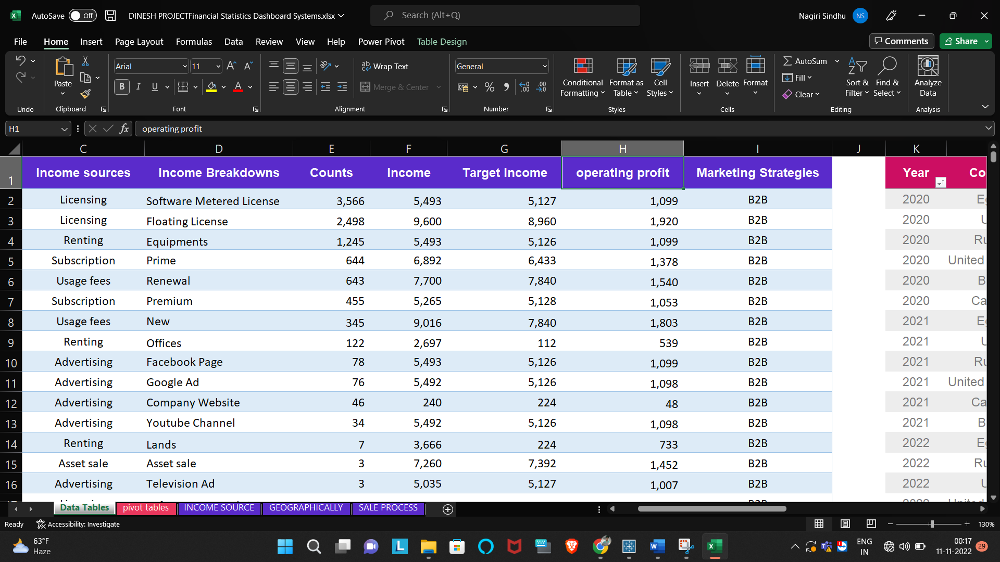 AutoSave Off DINESH PROJECTFinancial Statistics Dashboard Systems.xlsx Search (Alt+Q) Nagiri Sindhu NS
File Home Insert Page Layout Formulas Data Review View Help Power Pivot Table Design Comments Share
Paste Arial 11 Wrap Text General Conditional Formatting Format as Table Cell Styles Insert Delete Format AutoSum Fill Clear Sort & Filter Find & Select Analyze Data
B I U Merge & Center
Undo Clipboard Font Alignment Number Styles Cells Editing Analysis
H1 fx operating profit
C D E F G H I J K
1 Income sources Income Breakdowns Counts Income Target Income operating profit Marketing Strategies Year Co
2 Licensing Software Metered License 3,566 5,493 5,127 1,099 B2B 2020
3 Licensing Floating License 2,498 9,600 8,960 1,920 B2B 2020
4 Renting Equipments 1,245 5,493 5,126 1,099 B2B 2020 Ru
5 Subscription Prime 644 6,892 6,433 1,378 B2B 2020 United
6 Usage fees Renewal 643 7,700 7,840 1,540 B2B 2020 B
7 Subscription Premium 455 5,265 5,128 1,053 B2B 2020 Ca
8 Usage fees New 345 9,016 7,840 1,803 B2B 2021
9 Renting Offices 122 2,697 112 539 B2B 2021
10 Advertising Facebook Page 78 5,493 5,126 1,099 B2B 2021 Ru
11 Advertising Google Ad 76 5,492 5,126 1,098 B2B 2021 United
12 Advertising Company Website 46 240 224 48 B2B 2021 Ca
13 Advertising Youtube Channel 34 5,492 5,126 1,098 B2B 2021 B
14 Renting Lands 7 3,666 224 733 B2B 2022
15 Asset sale Asset sale 3 7,260 7,392 1,452 B2B 2022 Ru
16 Advertising Television Ad 3 5,035 5,127 1,007 B2B 2022
Data Tables pivot tables INCOME SOURCE GEOGRAPHICALLY SALE PROCESS
Ready Accessibility: Investigate 130%
63°F
Haze
ENG
IN
00:17
11-11-2022
29